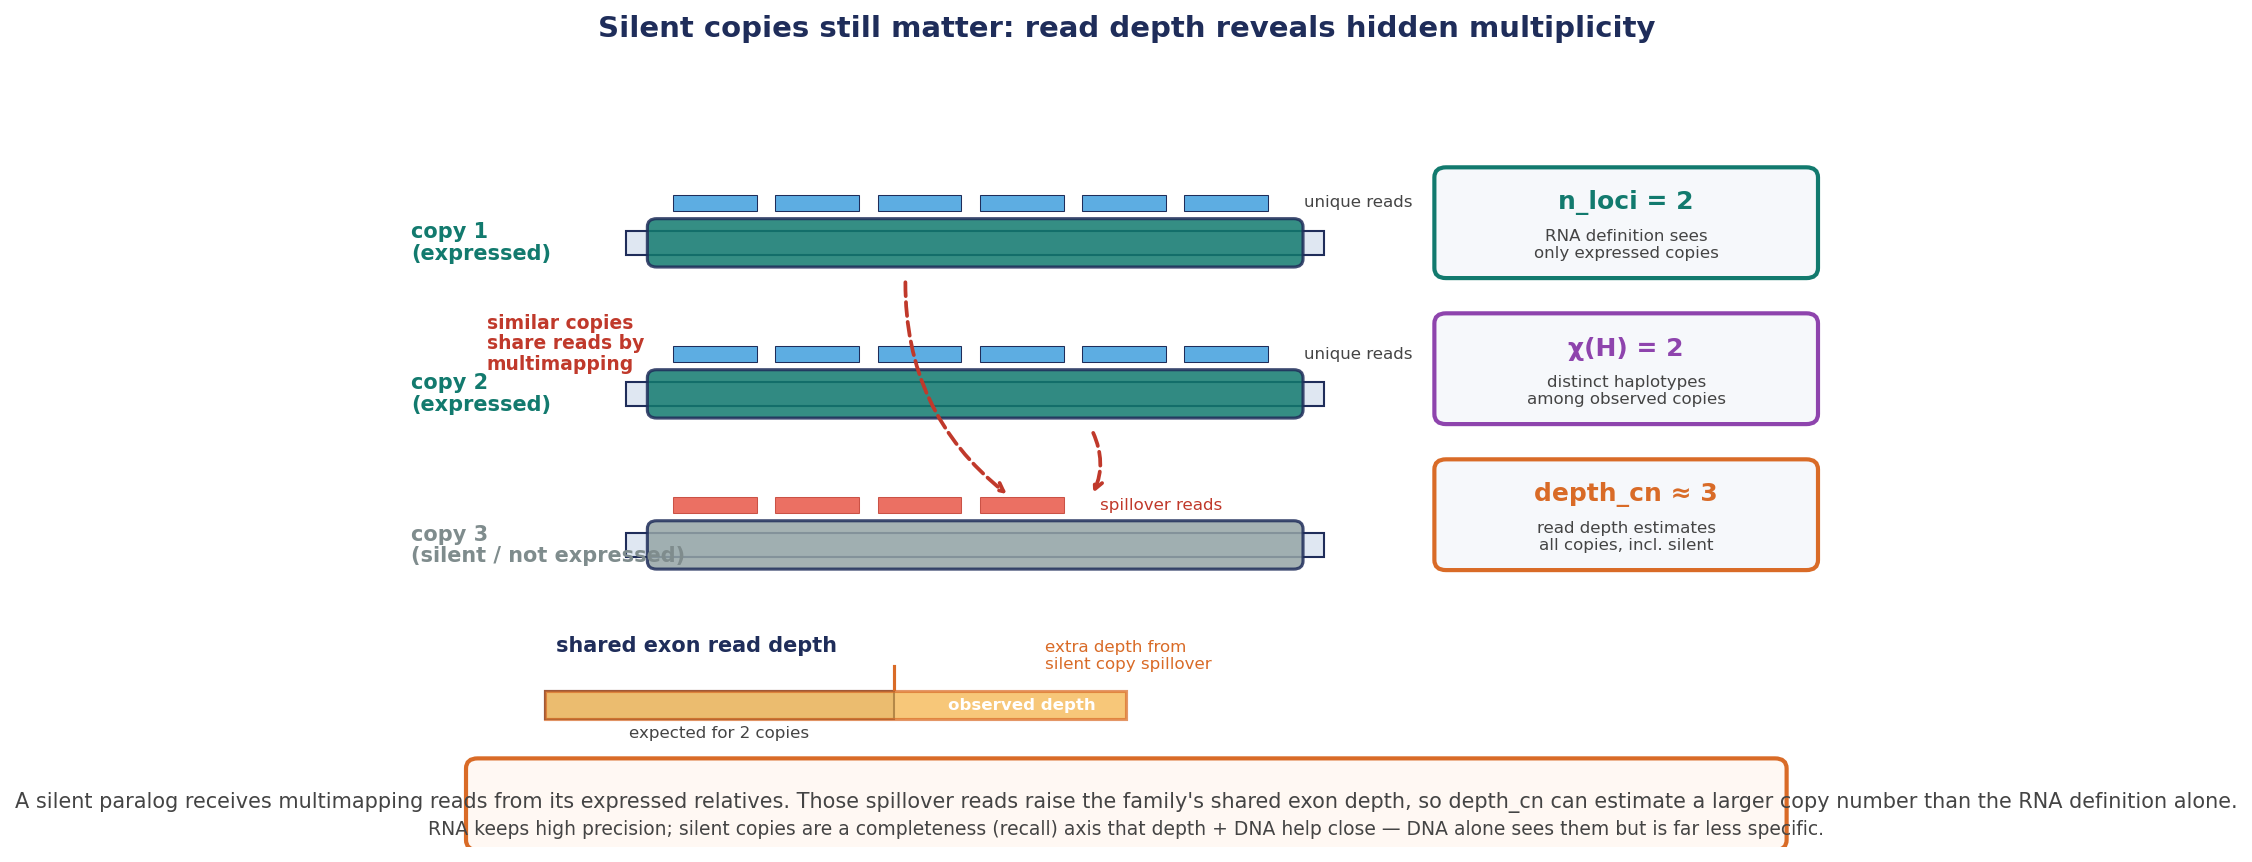 Silent copies still matter: read depth reveals hidden multiplicity
unique reads
copy 1
(expressed)
n_loci = 2
RNA definition sees
only expressed copies
similar copies
share reads by
multimapping
unique reads
copy 2
(expressed)
χ(H) = 2
distinct haplotypes
among observed copies
spillover reads
copy 3
(silent / not expressed)
depth_cn ≈ 3
read depth estimates
all copies, incl. silent
shared exon read depth
extra depth from
silent copy spillover
observed depth
expected for 2 copies
A silent paralog receives multimapping reads from its expressed relatives. Those spillover reads raise the family's shared exon depth, so depth_cn can estimate a larger copy number than the RNA definition alone.
RNA keeps high precision; silent copies are a completeness (recall) axis that depth + DNA help close — DNA alone sees them but is far less specific.